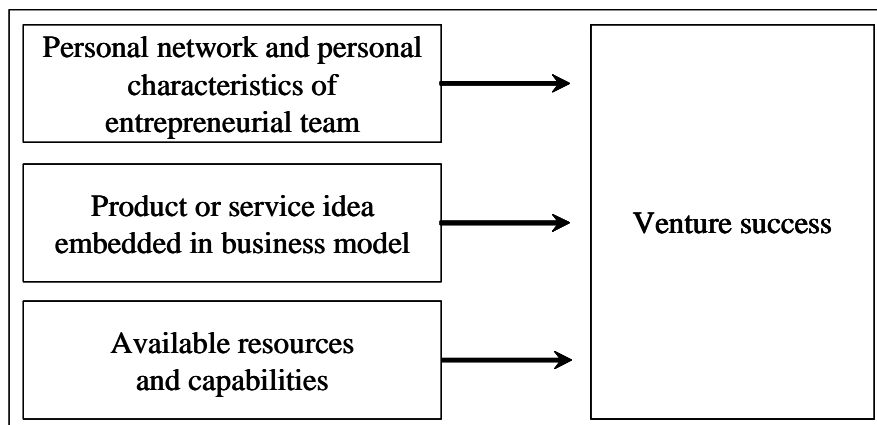 Personal network and personal
characteristics of
entrepreneurial team
Product or service idea
embedded in business model
Available resources
and capabilities
Venture success